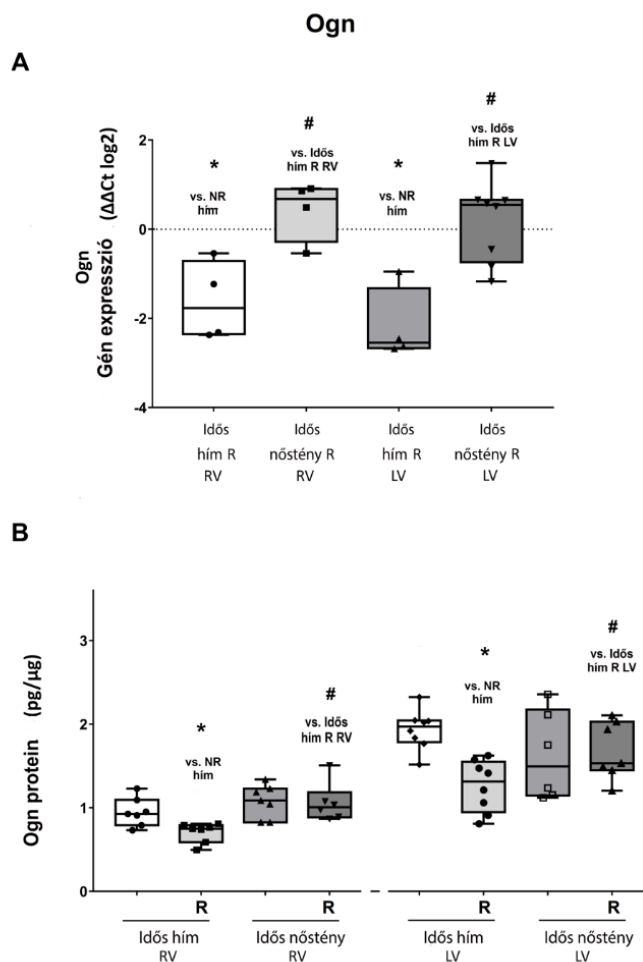 Ogn
A
Ogn
Gén expresszió (ΔΔCt log2)
2
0
-2
-4
*
vs. NR
hím
#
vs. Idős
hím R RV
*
vs. NR
hím
#
vs. Idős
hím R LV
Idős
hím R
RV
Idős
nőstény R
RV
Idős
hím R
LV
Idős
nőstény R
LV
B
Ogn protein (pg/µg)
3
2
1
0
*
vs. NR
hím
#
vs. Idős
hím R RV
*
vs. NR
hím
#
vs. Idős
hím R LV
R
R
R
R
Idős hím
RV
Idős nőstény
RV
Idős hím
LV
Idős nőstény
LV